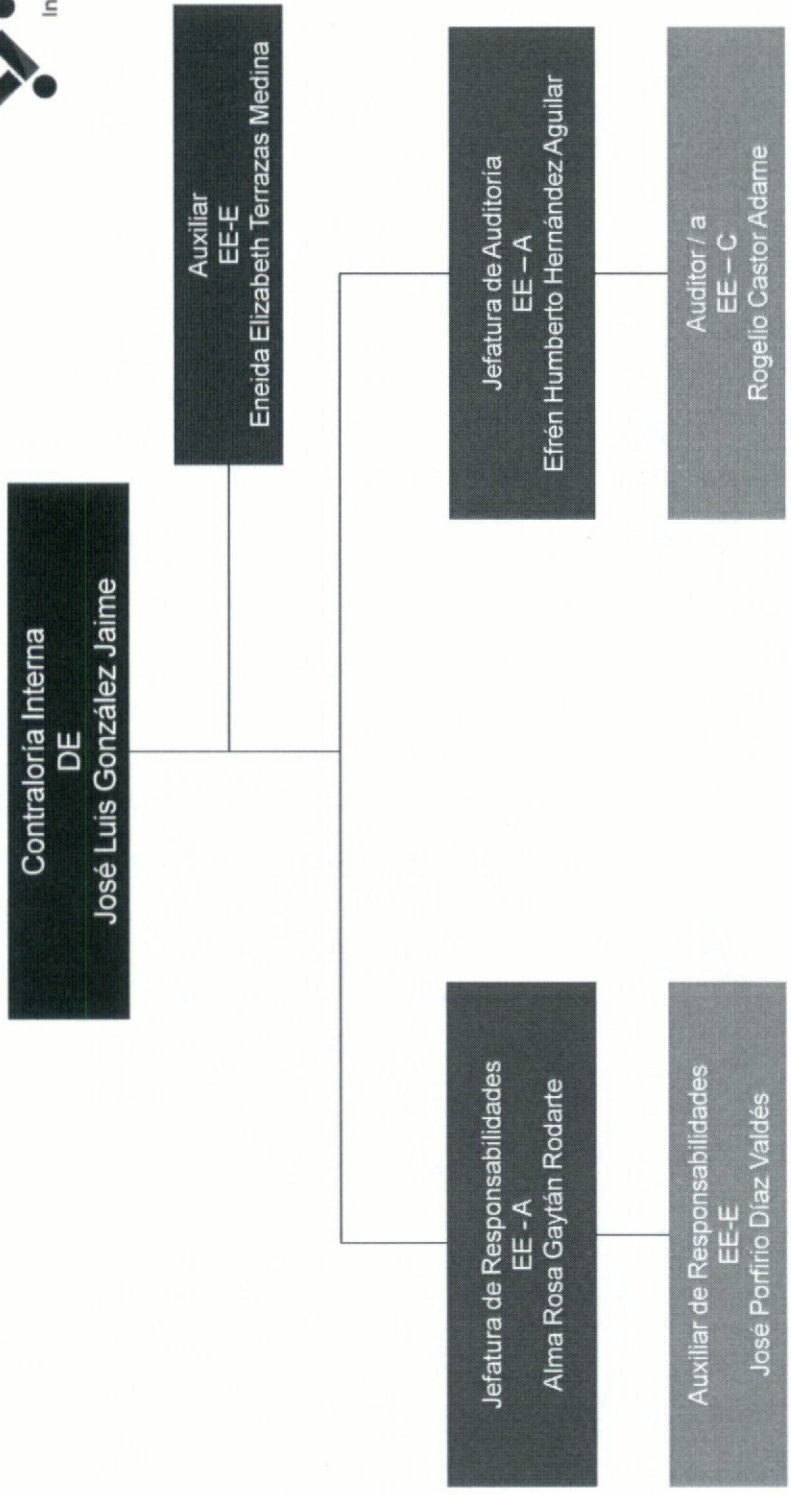 In
Contraloría Interna
DE
José Luis González Jaime
Auxiliar
EE-E
Eneida Elizabeth Terrazas Medina
Jefatura de Responsabilidades
EE - A
Alma Rosa Gaytán Rodarte
Jefatura de Auditoría
EE – A
Efrén Humberto Hernández Aguilar
Auxiliar de Responsabilidades
EE-E
José Porfirio Díaz Valdés
Auditor / a
EE – C
Rogelio Castor Adame